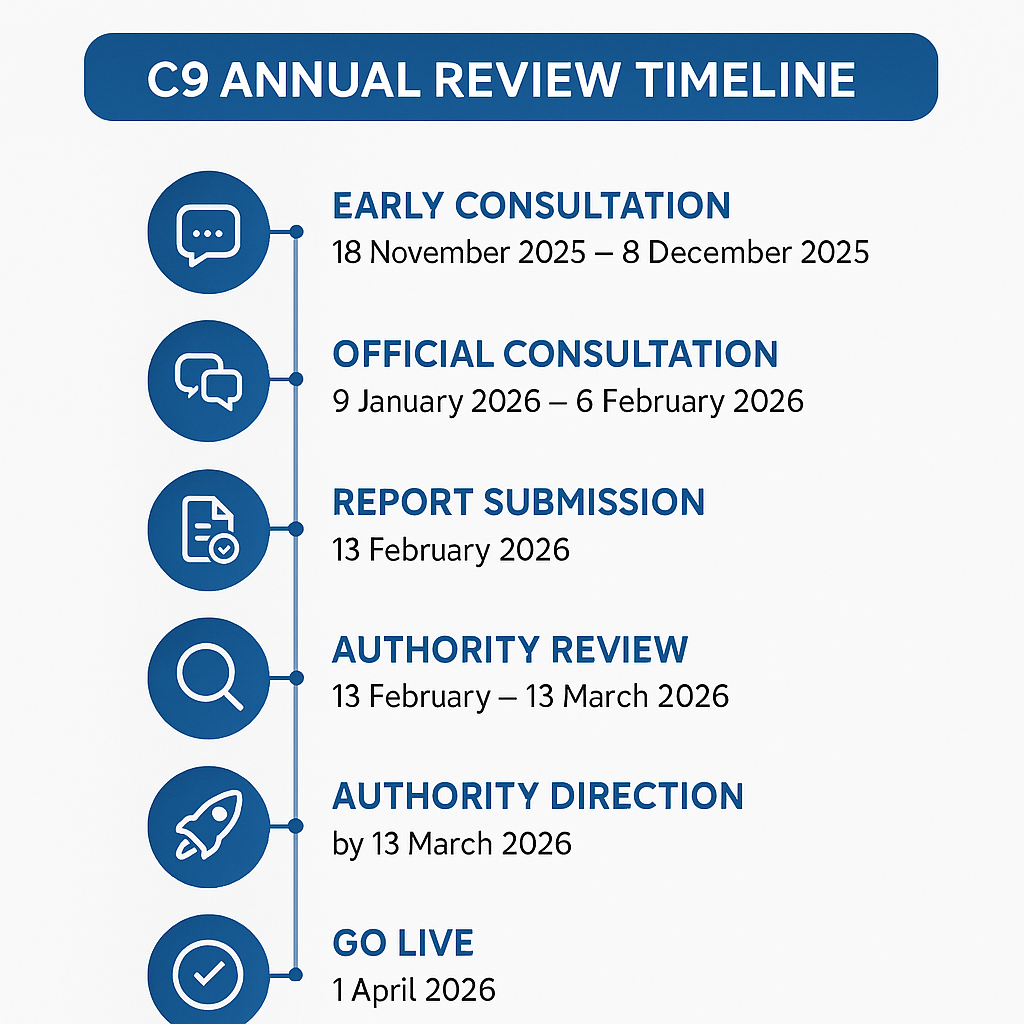 C9 ANNUAL REVIEW TIMELINE
EARLY CONSULTATION
18 November 2025 – 8 December 2025
OFFICIAL CONSULTATION
9 January 2026 – 6 February 2026
REPORT SUBMISSION
13 February 2026
AUTHORITY REVIEW
13 February – 13 March 2026
AUTHORITY DIRECTION
by 13 March 2026
GO LIVE
1 April 2026